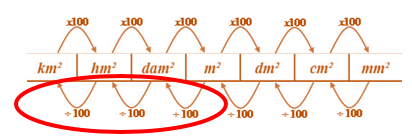 x100 x100 x100 x100 x100 x100
km² hm² dam² m² dm² cm² mm²
÷100 ÷100 ÷100 ÷100 ÷100 ÷100